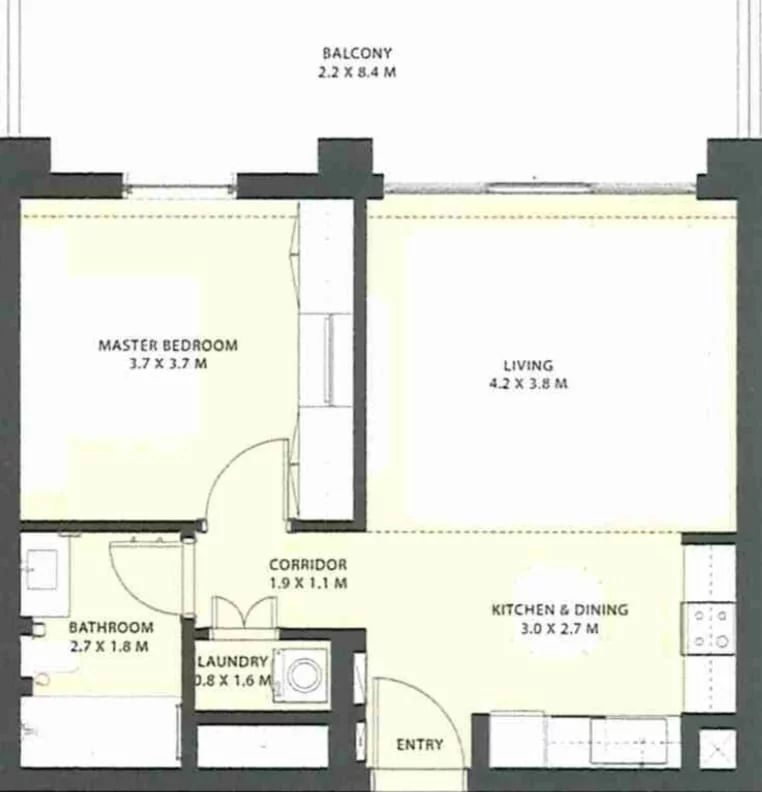 BALCONY
2.2 X 8.4 M
MASTER BEDROOM
3.7 X 3.7 M
LIVING
4.2 X 3.8 M
CORRIDOR
1.9 X 1.1 M
KITCHEN & DINING
3.0 X 2.7 M
BATHROOM
2.7 X 1.8 M
LAUNDRY
0.8 X 1.6 M
ENTRY